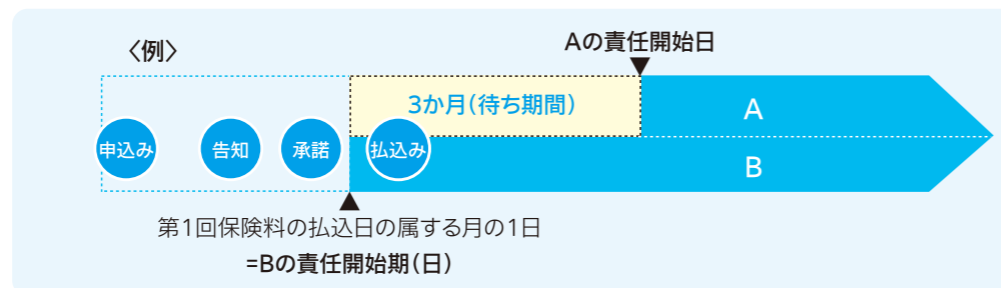 〈例〉
Aの責任開始日
3か月(待ち期間)
A
申込み
告知
承諾
払込み
B
第1回保険料の払込日の属する月の1日
=Bの責任開始期(日)